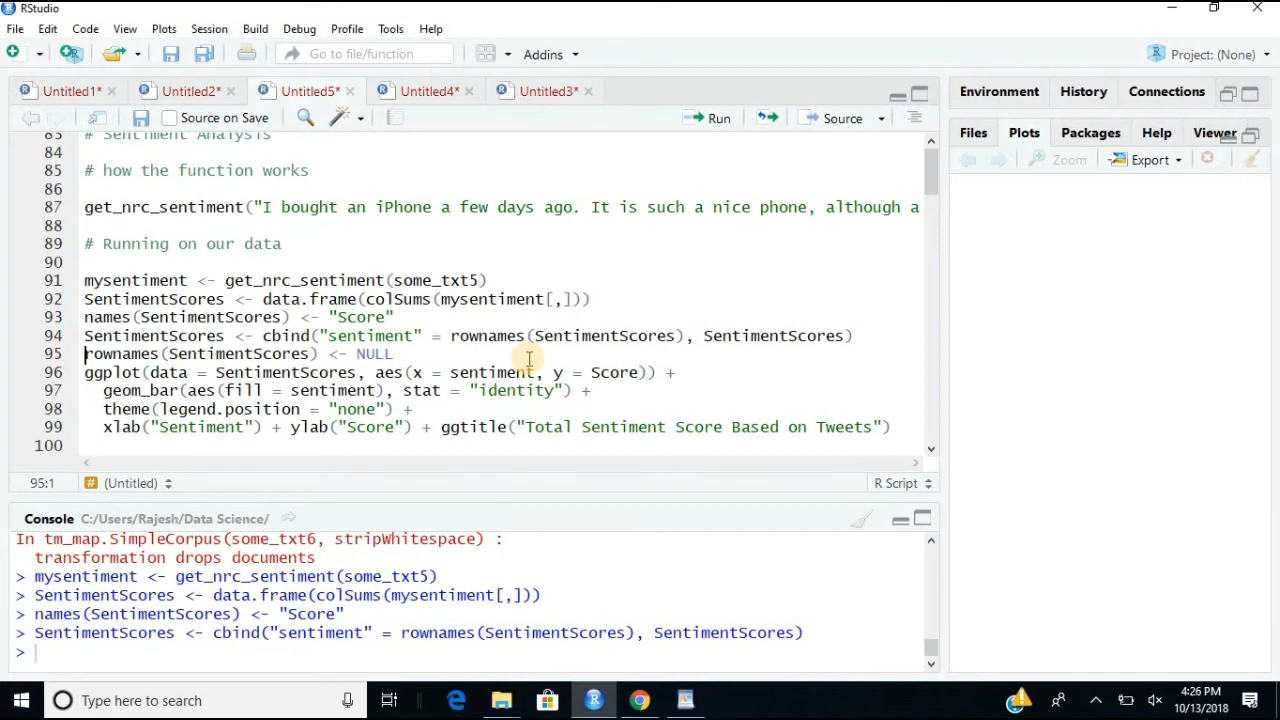 RStudio
File Edit Code View Plots Session Build Debug Profile Tools Help
Go to file/function Addins Project: (None)
Untitled1* Untitled2* Untitled5* Untitled4* Untitled3*
Source on Save Run Source
83 # Sentiment Analysis
84
85 # how the function works
86
87 get_nrc_sentiment("I bought an iPhone a few days ago. It is such a nice phone, although a
88
89 # Running on our data
90
91 mysentiment <- get_nrc_sentiment(some_txt5)
92 SentimentScores <- data.frame(colSums(mysentiment[,]))
93 names(SentimentScores) <- "Score"
94 SentimentScores <- cbind("sentiment" = rownames(SentimentScores), SentimentScores)
95 rownames(SentimentScores) <- NULL
96 ggplot(data = SentimentScores, aes(x = sentiment, y = Score)) +
97 geom_bar(aes(fill = sentiment), stat = "identity") +
98 theme(legend.position = "none") +
99 xlab("Sentiment") + ylab("Score") + ggtitle("Total Sentiment Score Based on Tweets")
100
95:1 # (Untitled) R Script
Console C:/Users/Rajesh/Data Science/
In tm_map.SimpleCorpus(some_txt6, stripWhitespace) :
transformation drops documents
> mysentiment <- get_nrc_sentiment(some_txt5)
> SentimentScores <- data.frame(colSums(mysentiment[,]))
> names(SentimentScores) <- "Score"
> SentimentScores <- cbind("sentiment" = rownames(SentimentScores), SentimentScores)
>
Environment History Connections
Files Plots Packages Help Viewer
Zoom Export
Type here to search
4:26 PM
10/13/2018